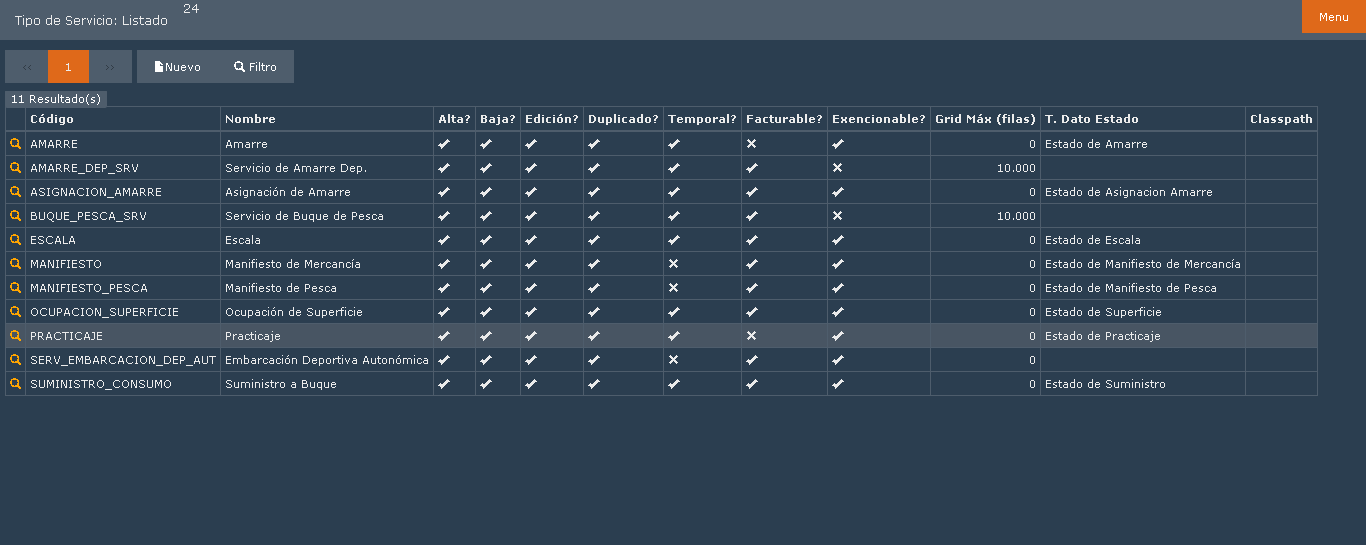 24
Tipo de Servicio: Listado
Menu
‹‹ 1 ›› Nuevo Filtro
11 Resultado(s)
Código Nombre Alta? Baja? Edición? Duplicado? Temporal? Facturable? Exencionable? Grid Máx (filas) T. Dato Estado Classpath
AMARRE Amarre 0 Estado de Amarre
AMARRE_DEP_SRV Servicio de Amarre Dep. 10.000
ASIGNACION_AMARRE Asignación de Amarre 0 Estado de Asignacion Amarre
BUQUE_PESCA_SRV Servicio de Buque de Pesca 10.000
ESCALA Escala 0 Estado de Escala
MANIFIESTO Manifiesto de Mercancía 0 Estado de Manifiesto de Mercancía
MANIFIESTO_PESCA Manifiesto de Pesca 0 Estado de Manifiesto de Pesca
OCUPACION_SUPERFICIE Ocupación de Superficie 0 Estado de Superficie
PRACTICAJE Practicaje 0 Estado de Practicaje
SERV_EMBARCACION_DEP_AUT Embarcación Deportiva Autonómica 0
SUMINISTRO_CONSUMO Suministro a Buque 0 Estado de Suministro